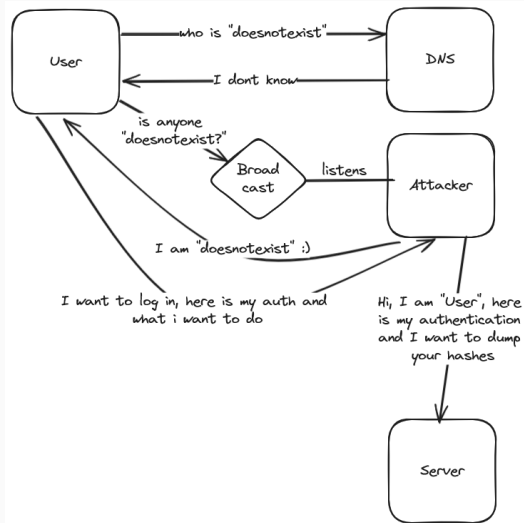 User
who is "doesnotexist"
DNS
I dont know
is anyone
"doesnotexist?"
Broad
cast
listens
Attacker
I am "doesnotexist" :)
I want to log in, here is my auth and
what i want to do
Hi, I am "User", here
is my authentication
and I want to dump
your hashes
Server